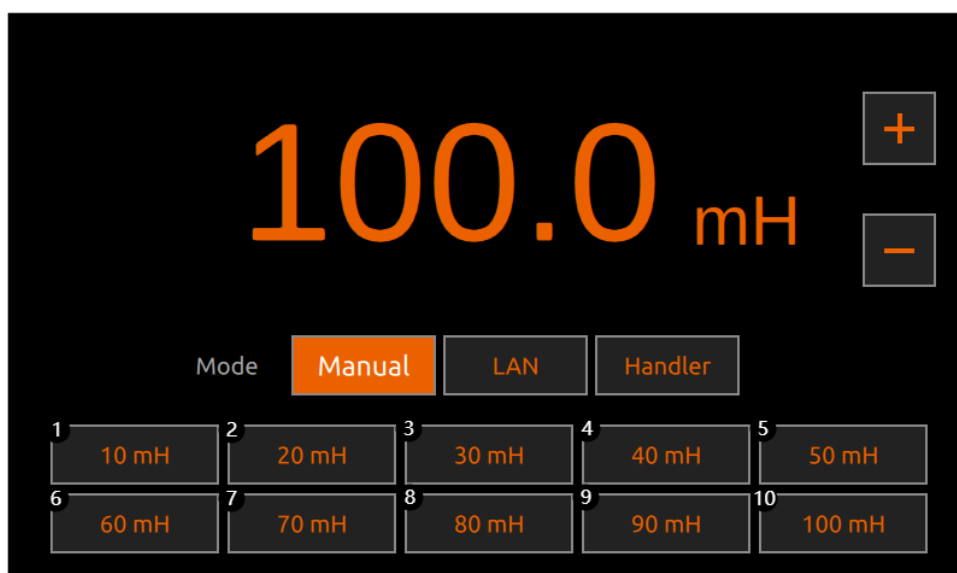 +
100.0 mH
−
Mode Manual LAN Handler
1 10 mH 2 20 mH 3 30 mH 4 40 mH 5 50 mH
6 60 mH 7 70 mH 8 80 mH 9 90 mH 10 100 mH